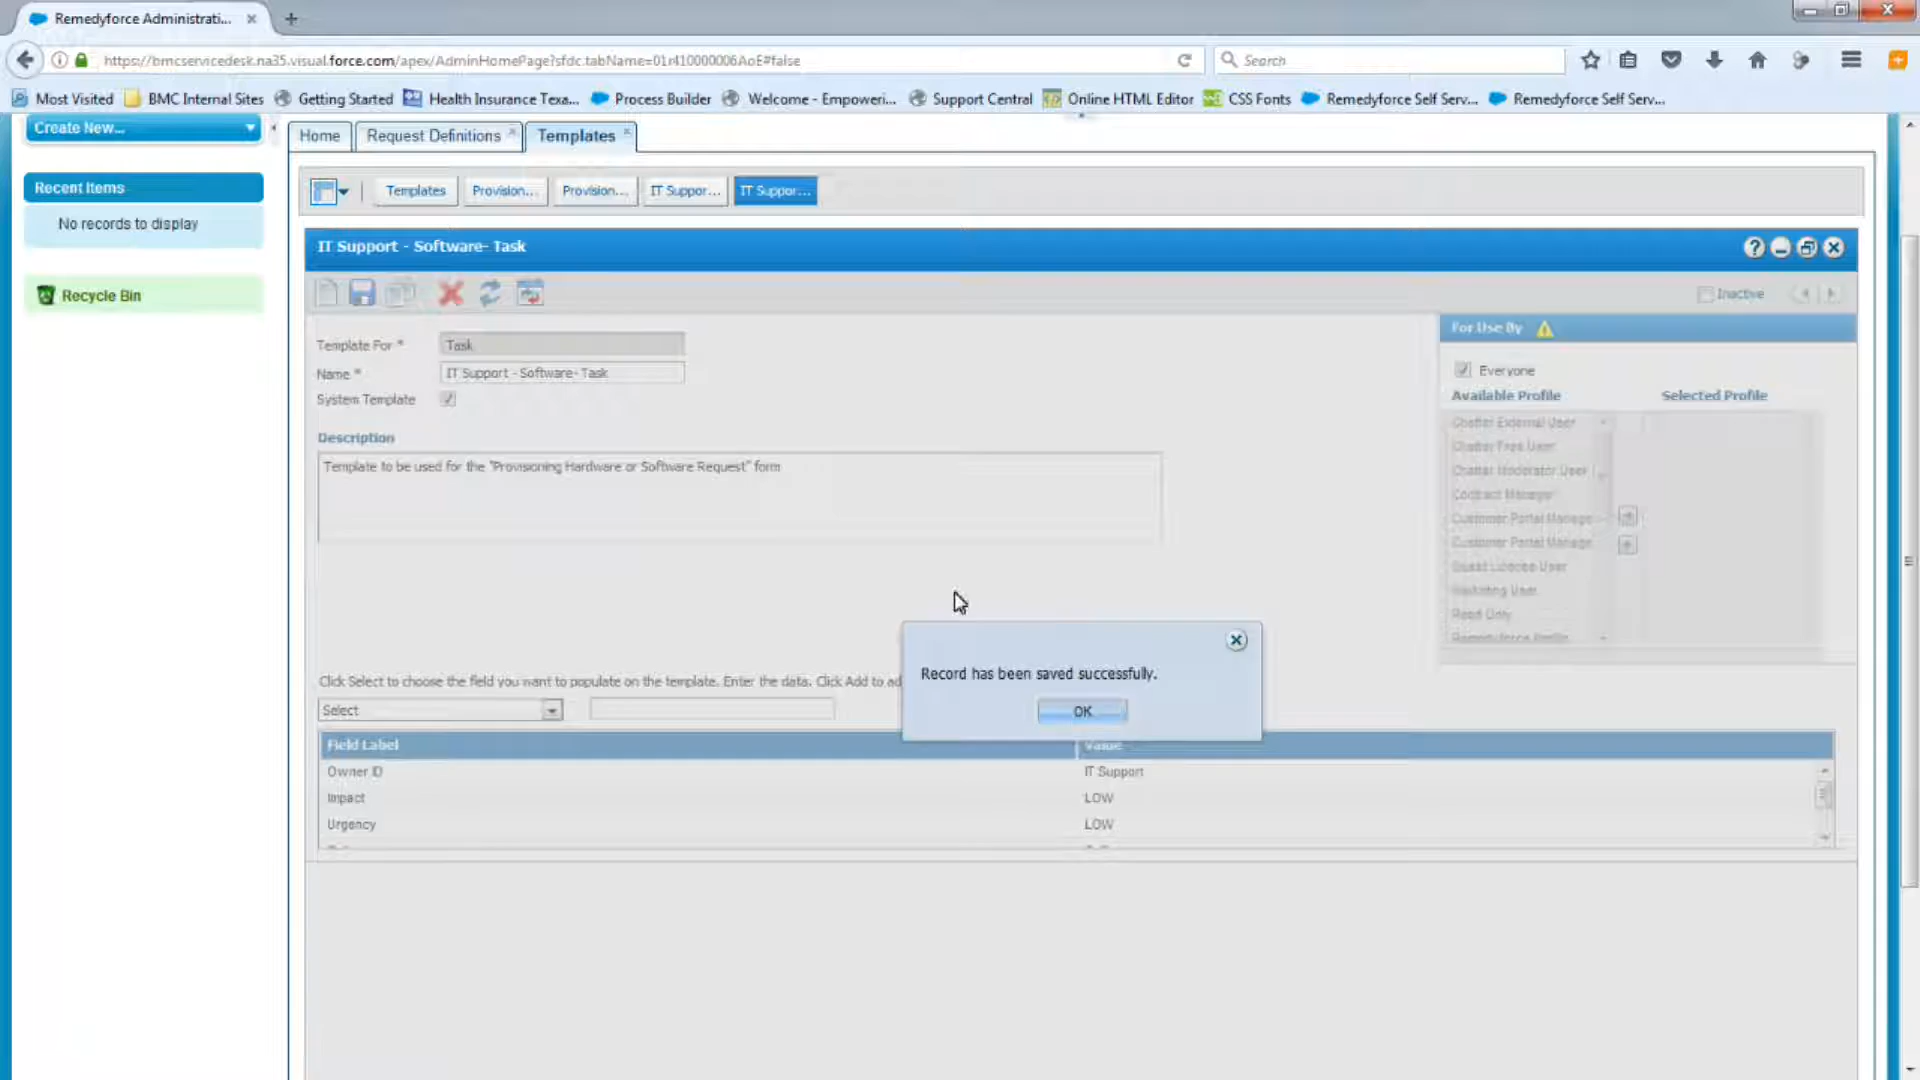 Remedyforce Administrati...
https://bmcservicedesk.na35.visual.force.com/apex/AdminHomePage?sfdc.tabName=01r410000006AoE#false
Search
Most Visited
BMC Internal Sites
Getting Started
Health Insurance Texa...
Process Builder
Welcome - Empoweri...
Support Central
Online HTML Editor
CSS Fonts
Remedyforce Self Serv...
Remedyforce Self Serv...
Create New...
Home
Request Definitions
Templates
Recent Items
No records to display
Recycle Bin
Templates
Provision...
Provision...
IT Suppor...
IT Suppor...
IT Support - Software- Task
Inactive
Template For *
Task
Name *
IT Support - Software- Task
System Template
Description
Template to be used for the "Provisioning Hardware or Software Request" form
For Use By
Everyone
Available Profile
Selected Profile
Chatter External User
Chatter Free User
Chatter Moderator User
Contract Manager
Customer Portal Manage
Customer Portal Manage
Guest License User
Marketing User
Read Only
Remedyforce Profile
Click Select to choose the field you want to populate on the template. Enter the data. Click Add to ad
Select
Record has been saved successfully.
OK
Field Label
Value
Owner ID
IT Support
Impact
LOW
Urgency
LOW